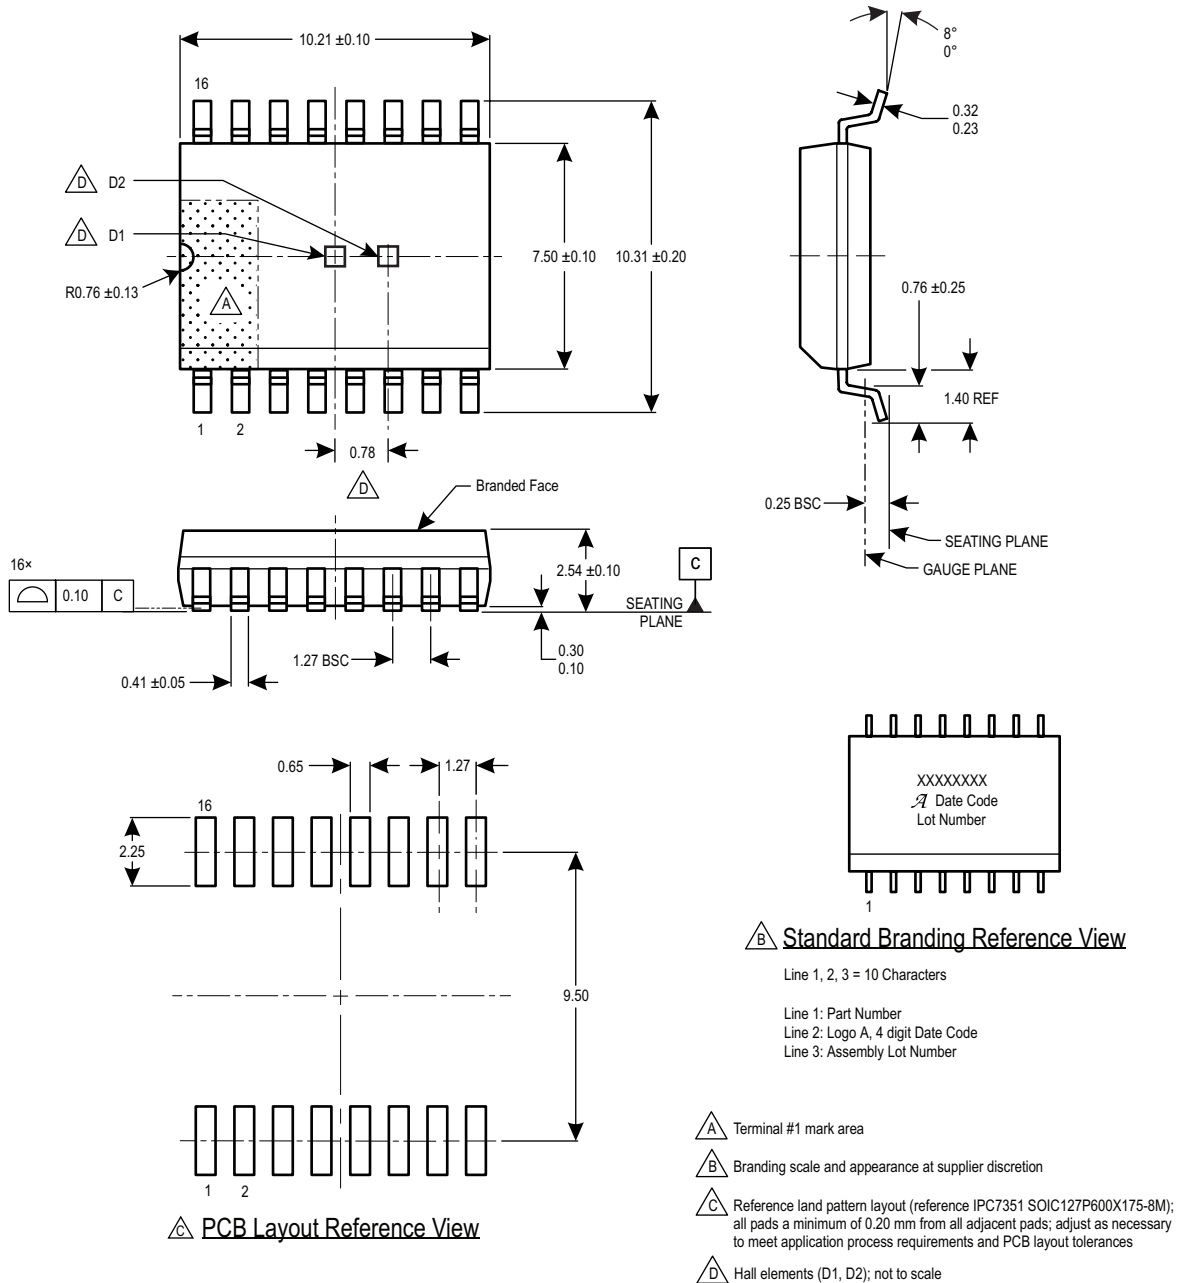 10.21 ±0.10
16
D D2
D D1
R0.76 ±0.13
A
7.50 ±0.10
10.31 ±0.20
1 2
0.78
D
8°
0°
0.32
0.23
0.76 ±0.25
1.40 REF
0.25 BSC
SEATING PLANE
GAUGE PLANE
Branded Face
16×
0.10 C
2.54 ±0.10
C
SEATING
PLANE
0.30
0.10
1.27 BSC
0.41 ±0.05
0.65
1.27
16
2.25
9.50
1 2
C PCB Layout Reference View
XXXXXXXX
A Date Code
Lot Number
1
B Standard Branding Reference View
Line 1, 2, 3 = 10 Characters
Line 1: Part Number
Line 2: Logo A, 4 digit Date Code
Line 3: Assembly Lot Number
A Terminal #1 mark area
B Branding scale and appearance at supplier discretion
C Reference land pattern layout (reference IPC7351 SOIC127P600X175-8M);
all pads a minimum of 0.20 mm from all adjacent pads; adjust as necessary
to meet application process requirements and PCB layout tolerances
D Hall elements (D1, D2); not to scale